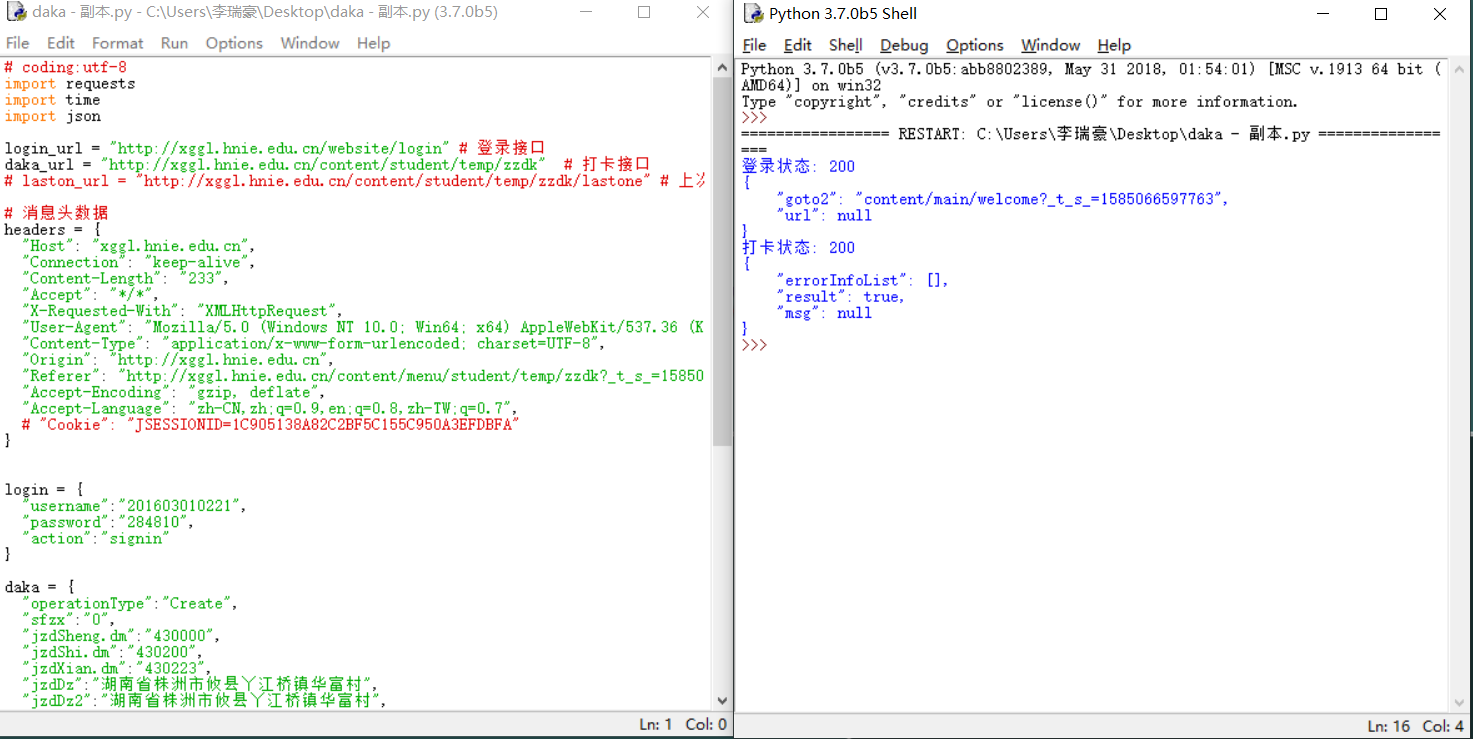 daka - 副本.py - C:\Users\李瑞豪\Desktop\daka - 副本.py (3.7.0b5)
File Edit Format Run Options Window Help
# coding:utf-8
import requests
import time
import json
login_url = "http://xggl.hnie.edu.cn/website/login" # 登录接口
daka_url = "http://xggl.hnie.edu.cn/content/student/temp/zzdk"  # 打卡接口
# laston_url = "http://xggl.hnie.edu.cn/content/student/temp/zzdk/lastone" # 上
# 消息头数据
headers = {
  "Host": "xggl.hnie.edu.cn",
  "Connection": "keep-alive",
  "Content-Length": "233",
  "Accept": "*/*",
  "X-Requested-With": "XMLHttpRequest",
  "User-Agent": "Mozilla/5.0 (Windows NT 10.0; Win64; x64) AppleWebKit/537.36 (K
  "Content-Type": "application/x-www-form-urlencoded; charset=UTF-8",
  "Origin": "http://xggl.hnie.edu.cn",
  "Referer": "http://xggl.hnie.edu.cn/content/menu/student/temp/zzdk?_t_s_=15850
  "Accept-Encoding": "gzip, deflate",
  "Accept-Language": "zh-CN,zh;q=0.9,en;q=0.8,zh-TW;q=0.7",
  # "Cookie": "JSESSIONID=1C905138A82C2BF5C155C950A3EFDBFA"
}
login = {
  "username":"201603010221",
  "password":"284810",
  "action":"signin"
}
daka = {
  "operationType":"Create",
  "sfzx":"0",
  "jzdSheng.dm":"430000",
  "jzdShi.dm":"430200",
  "jzdXian.dm":"430223",
  "jzdDz":"湖南省株洲市攸县丫江桥镇华富村",
  "jzdDz2":"湖南省株洲市攸县丫江桥镇华富村",
Ln: 1 Col: 0
Python 3.7.0b5 Shell
File Edit Shell Debug Options Window Help
Python 3.7.0b5 (v3.7.0b5:abb8802389, May 31 2018, 01:54:01) [MSC v.1913 64 bit (
AMD64)] on win32
Type "copyright", "credits" or "license()" for more information.
>>>
================= RESTART: C:\Users\李瑞豪\Desktop\daka - 副本.py ==============
===
登录状态: 200
{
    "goto2": "content/main/welcome?_t_s_=1585066597763",
    "url": null
}
打卡状态: 200
{
    "errorInfoList": [],
    "result": true,
    "msg": null
}
>>>
Ln: 16 Col: 4